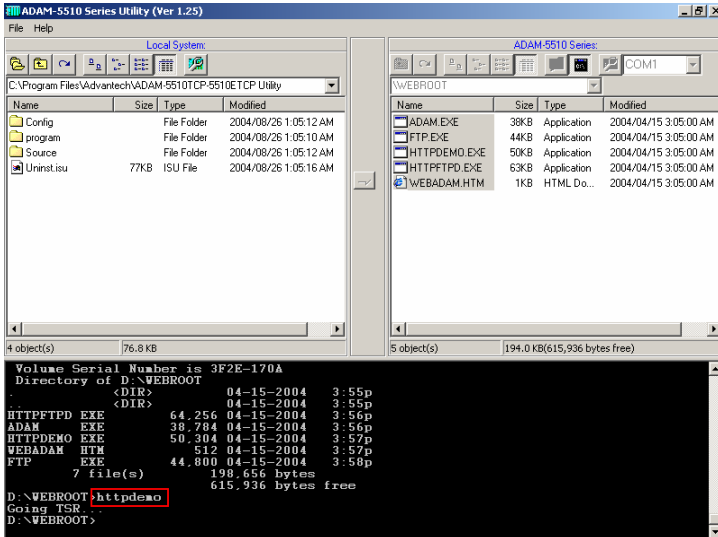 ADAM-5510 Series Utility (Ver 1.25)
File Help
Local System:
C:\Program Files\Advantech\ADAM-5510TCP-5510ETCP Utility
Name Size Type Modified
Config File Folder 2004/08/26 1:05:12 AM
program File Folder 2004/08/26 1:05:10 AM
Source File Folder 2004/08/26 1:05:12 AM
Uninst.isu 77KB ISU File 2004/08/26 1:05:16 AM
4 object(s) 76.8 KB
ADAM-5510 Series:
COM1
\WEBROOT
Name Size Type Modified
ADAM.EXE 38KB Application 2004/04/15 3:05:00 AM
FTP.EXE 44KB Application 2004/04/15 3:05:00 AM
HTTPDEMO.EXE 50KB Application 2004/04/15 3:05:00 AM
HTTPFTPD.EXE 63KB Application 2004/04/15 3:05:00 AM
WEBADAM.HTM 1KB HTML Do... 2004/04/15 3:05:00 AM
5 object(s) 194.0 KB(615,936 bytes free)
Volume Serial Number is 3F2E-170A
Directory of D:\WEBROOT
. <DIR> 04-15-2004 3:55p
.. <DIR> 04-15-2004 3:55p
HTTPFTPD EXE 64,256 04-15-2004 3:56p
ADAM EXE 38,784 04-15-2004 3:56p
HTTPDEMO EXE 50,304 04-15-2004 3:57p
WEBADAM HTM 512 04-15-2004 3:57p
FTP EXE 44,800 04-15-2004 3:58p
7 file(s) 198,656 bytes
615,936 bytes free
D:\WEBROOT>httpdemo
Going TSR...
D:\WEBROOT>